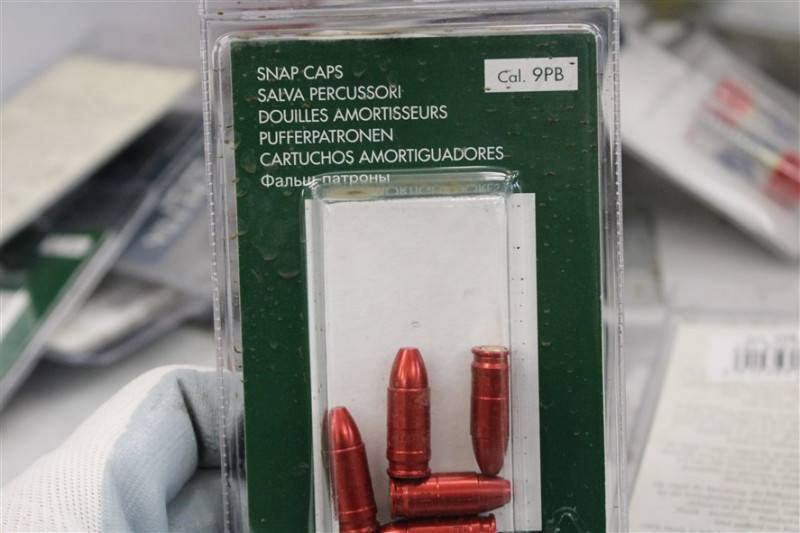 SNAP CAPS
Cal. 9PB
SALVA PERCUSSORI
DOUILLES AMORTISSEURS
PUFFERPATRONEN
CARTUCHOS AMORTIGUADORES
Фальш патроны